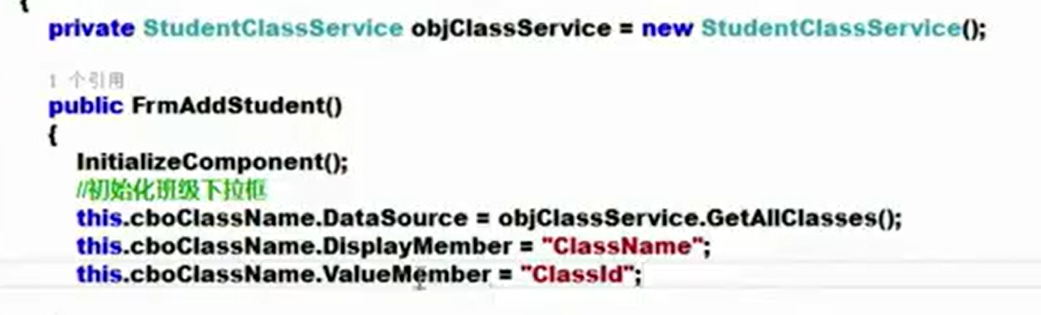 {
private StudentClassService objClassService = new StudentClassService();
1 个引用
public FrmAddStudent()
{
InitializeComponent();
//初始化班级下拉框
this.cboClassName.DataSource = objClassService.GetAllClasses();
this.cboClassName.DisplayMember = "ClassName";
this.cboClassName.ValueMember = "ClassId";